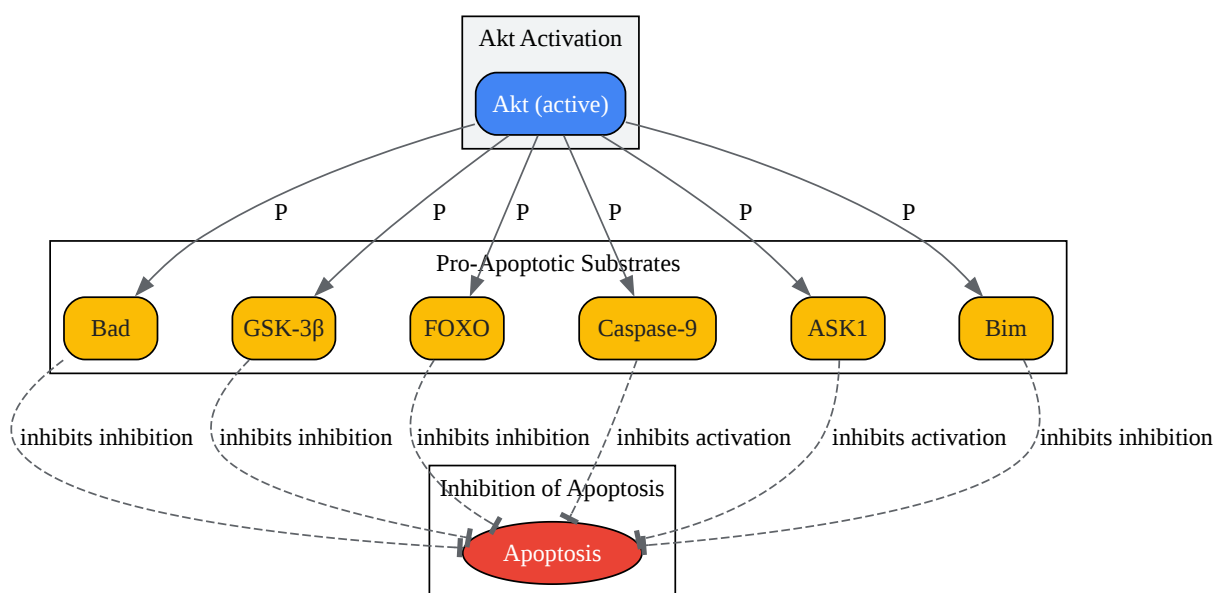 Akt Activation
Akt (active)
P P P P P P
Pro-Apoptotic Substrates
Bad GSK-3β FOXO Caspase-9 ASK1 Bim
inhibits inhibition inhibits inhibition inhibits inhibition inhibits activation inhibits activation inhibits inhibition
Inhibition of Apoptosis
Apoptosis